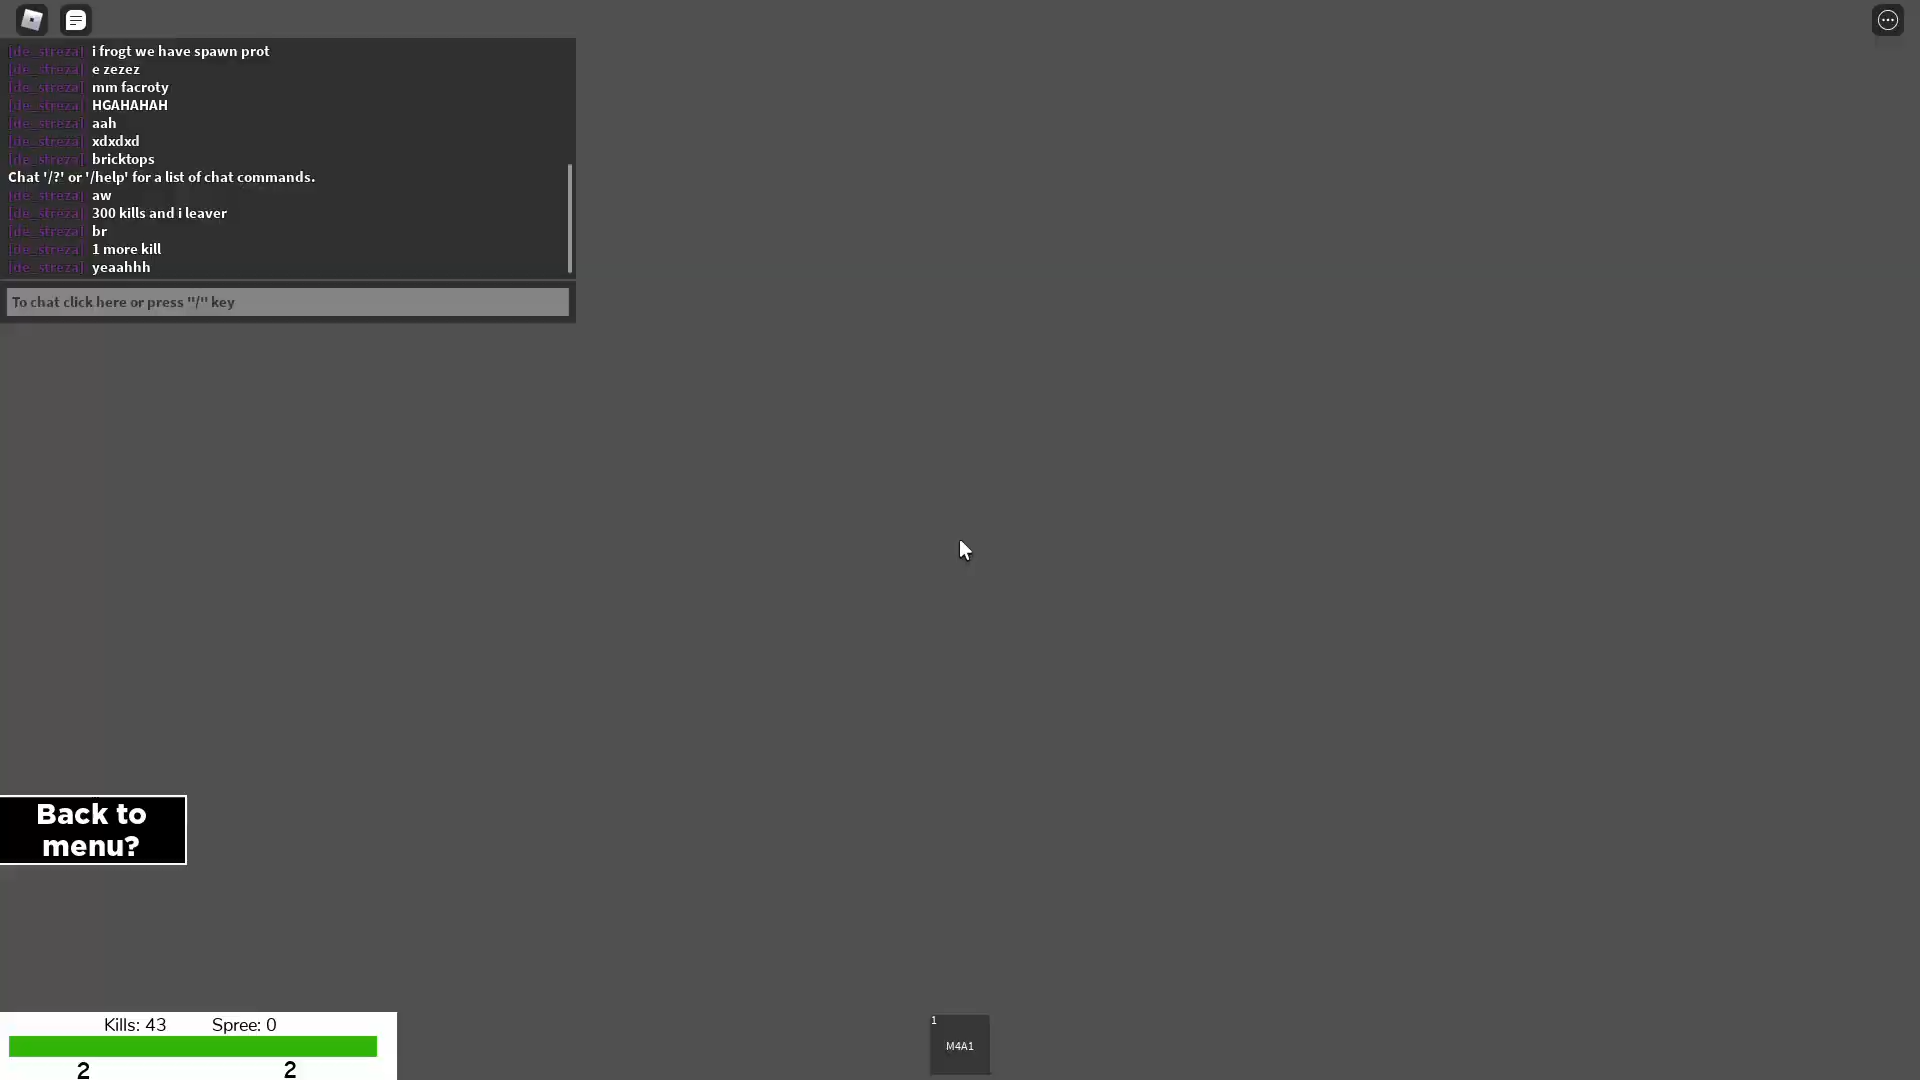 [de_streza] i frogt we have spawn prot
[de_streza] e zezez
[de_streza] mm facroty
[de_streza] HGAHAHAH
[de_streza] aah
[de_streza] xdxdxd
[de_streza] bricktops
Chat '/?' or '/help' for a list of chat commands.
[de_streza] aw
[de_streza] 300 kills and i leaver
[de_streza] br
[de_streza] 1 more kill
[de_streza] yeaahhh
To chat click here or press "/" key
Back to
menu?
Kills: 43 Spree: 0
2 2
1
M4A1